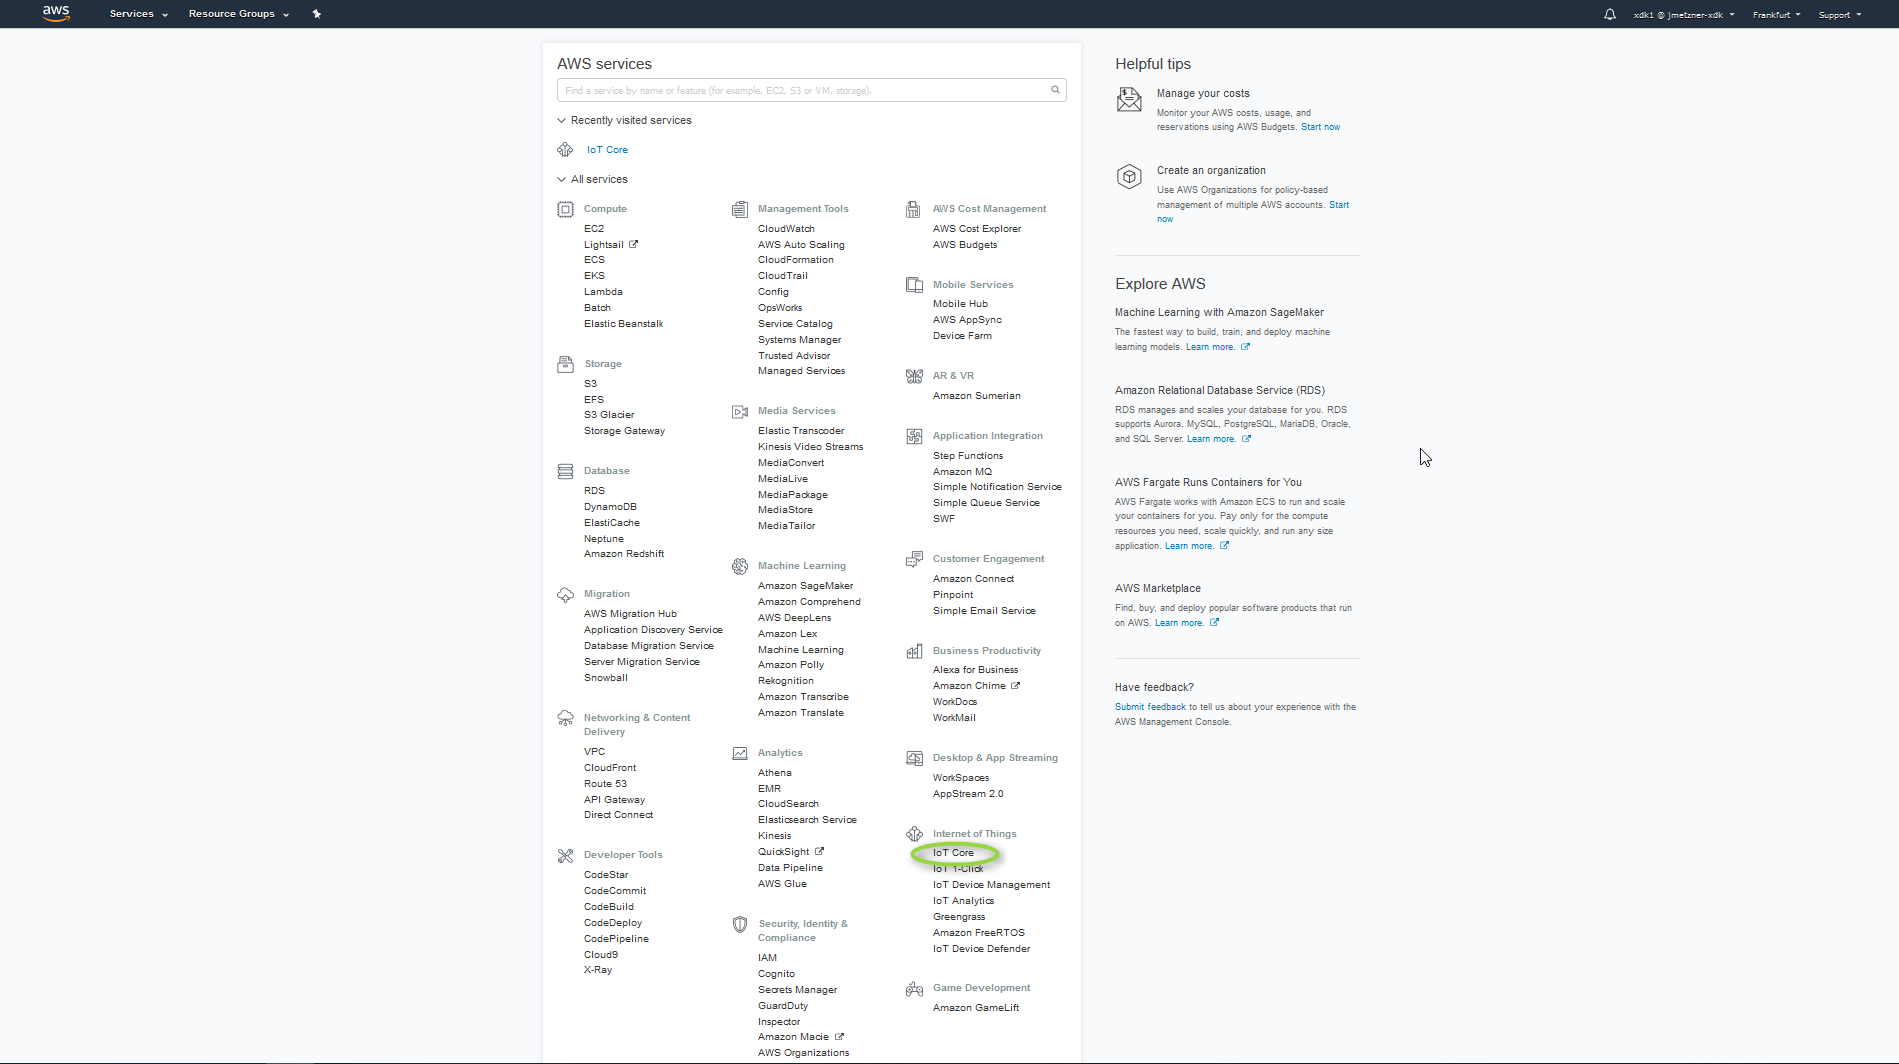 aws
Services
Resource Groups
xdk1 @ jmetzner-xdk
Frankfurt
Support
AWS services
Find a service by name or feature (for example, EC2, S3 or VM, storage).
Recently visited services
IoT Core
All services
Compute
EC2
Lightsail
ECS
EKS
Lambda
Batch
Elastic Beanstalk
Storage
S3
EFS
S3 Glacier
Storage Gateway
Database
RDS
DynamoDB
ElastiCache
Neptune
Amazon Redshift
Migration
AWS Migration Hub
Application Discovery Service
Database Migration Service
Server Migration Service
Snowball
Networking & Content
Delivery
VPC
CloudFront
Route 53
API Gateway
Direct Connect
Developer Tools
CodeStar
CodeCommit
CodeBuild
CodeDeploy
CodePipeline
Cloud9
X-Ray
Management Tools
CloudWatch
AWS Auto Scaling
CloudFormation
CloudTrail
Config
OpsWorks
Service Catalog
Systems Manager
Trusted Advisor
Managed Services
Media Services
Elastic Transcoder
Kinesis Video Streams
MediaConvert
MediaLive
MediaPackage
MediaStore
MediaTailor
Machine Learning
Amazon SageMaker
Amazon Comprehend
AWS DeepLens
Amazon Lex
Machine Learning
Amazon Polly
Rekognition
Amazon Transcribe
Amazon Translate
Analytics
Athena
EMR
CloudSearch
Elasticsearch Service
Kinesis
QuickSight
Data Pipeline
AWS Glue
Security, Identity &
Compliance
IAM
Cognito
Secrets Manager
GuardDuty
Inspector
Amazon Macie
AWS Organizations
AWS Cost Management
AWS Cost Explorer
AWS Budgets
Mobile Services
Mobile Hub
AWS AppSync
Device Farm
AR & VR
Amazon Sumerian
Application Integration
Step Functions
Amazon MQ
Simple Notification Service
Simple Queue Service
SWF
Customer Engagement
Amazon Connect
Pinpoint
Simple Email Service
Business Productivity
Alexa for Business
Amazon Chime
WorkDocs
WorkMail
Desktop & App Streaming
WorkSpaces
AppStream 2.0
Internet of Things
IoT Core
IoT 1-Click
IoT Device Management
IoT Analytics
Greengrass
Amazon FreeRTOS
IoT Device Defender
Game Development
Amazon GameLift
Helpful tips
Manage your costs
Monitor your AWS costs, usage, and
reservations using AWS Budgets. Start now
Create an organization
Use AWS Organizations for policy-based
management of multiple AWS accounts. Start
now
Explore AWS
Machine Learning with Amazon SageMaker
The fastest way to build, train, and deploy machine
learning models. Learn more.
Amazon Relational Database Service (RDS)
RDS manages and scales your database for you. RDS
supports Aurora, MySQL, PostgreSQL, MariaDB, Oracle,
and SQL Server. Learn more.
AWS Fargate Runs Containers for You
AWS Fargate works with Amazon ECS to run and scale
your containers for you. Pay only for the compute
resources you need, scale quickly, and run any size
application. Learn more.
AWS Marketplace
Find, buy, and deploy popular software products that run
on AWS. Learn more.
Have feedback?
Submit feedback to tell us about your experience with the
AWS Management Console.